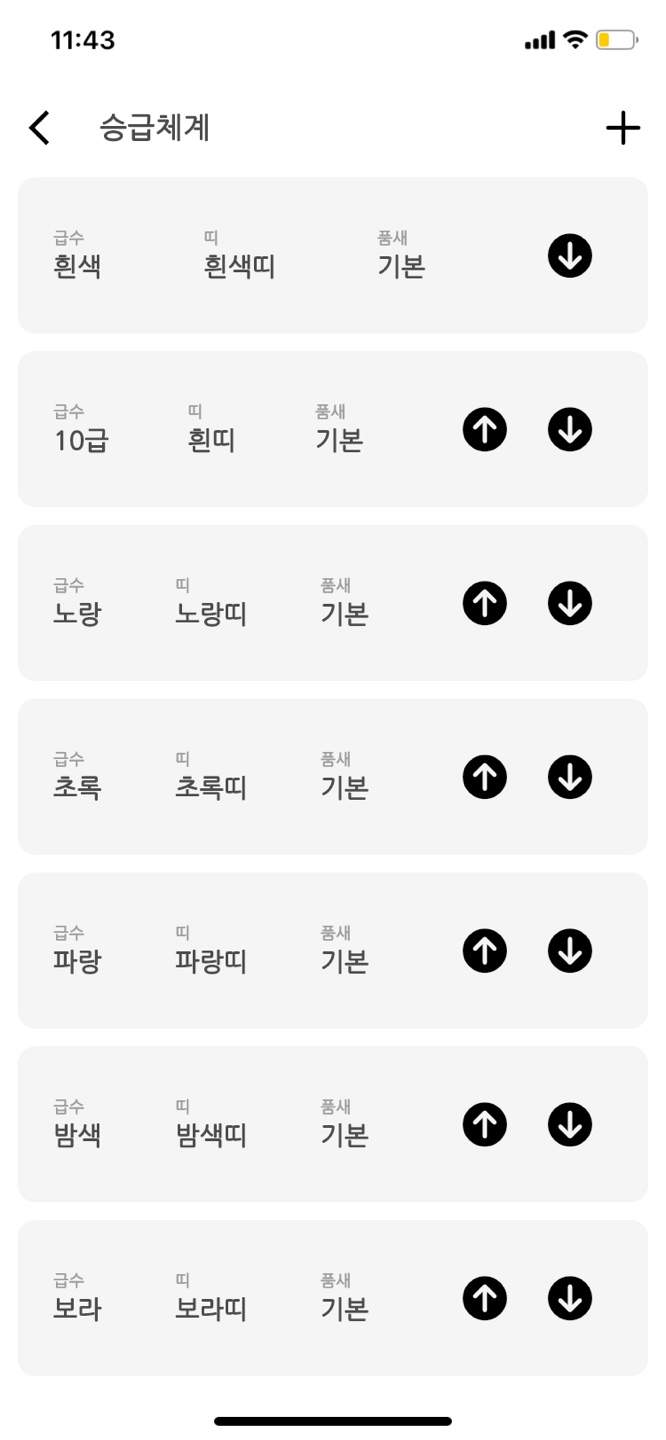 11:43
승급체계
급수 띠 품새
흰색 흰색띠 기본
급수 띠 품새
10급 흰띠 기본
급수 띠 품새
노랑 노랑띠 기본
급수 띠 품새
초록 초록띠 기본
급수 띠 품새
파랑 파랑띠 기본
급수 띠 품새
밤색 밤색띠 기본
급수 띠 품새
보라 보라띠 기본